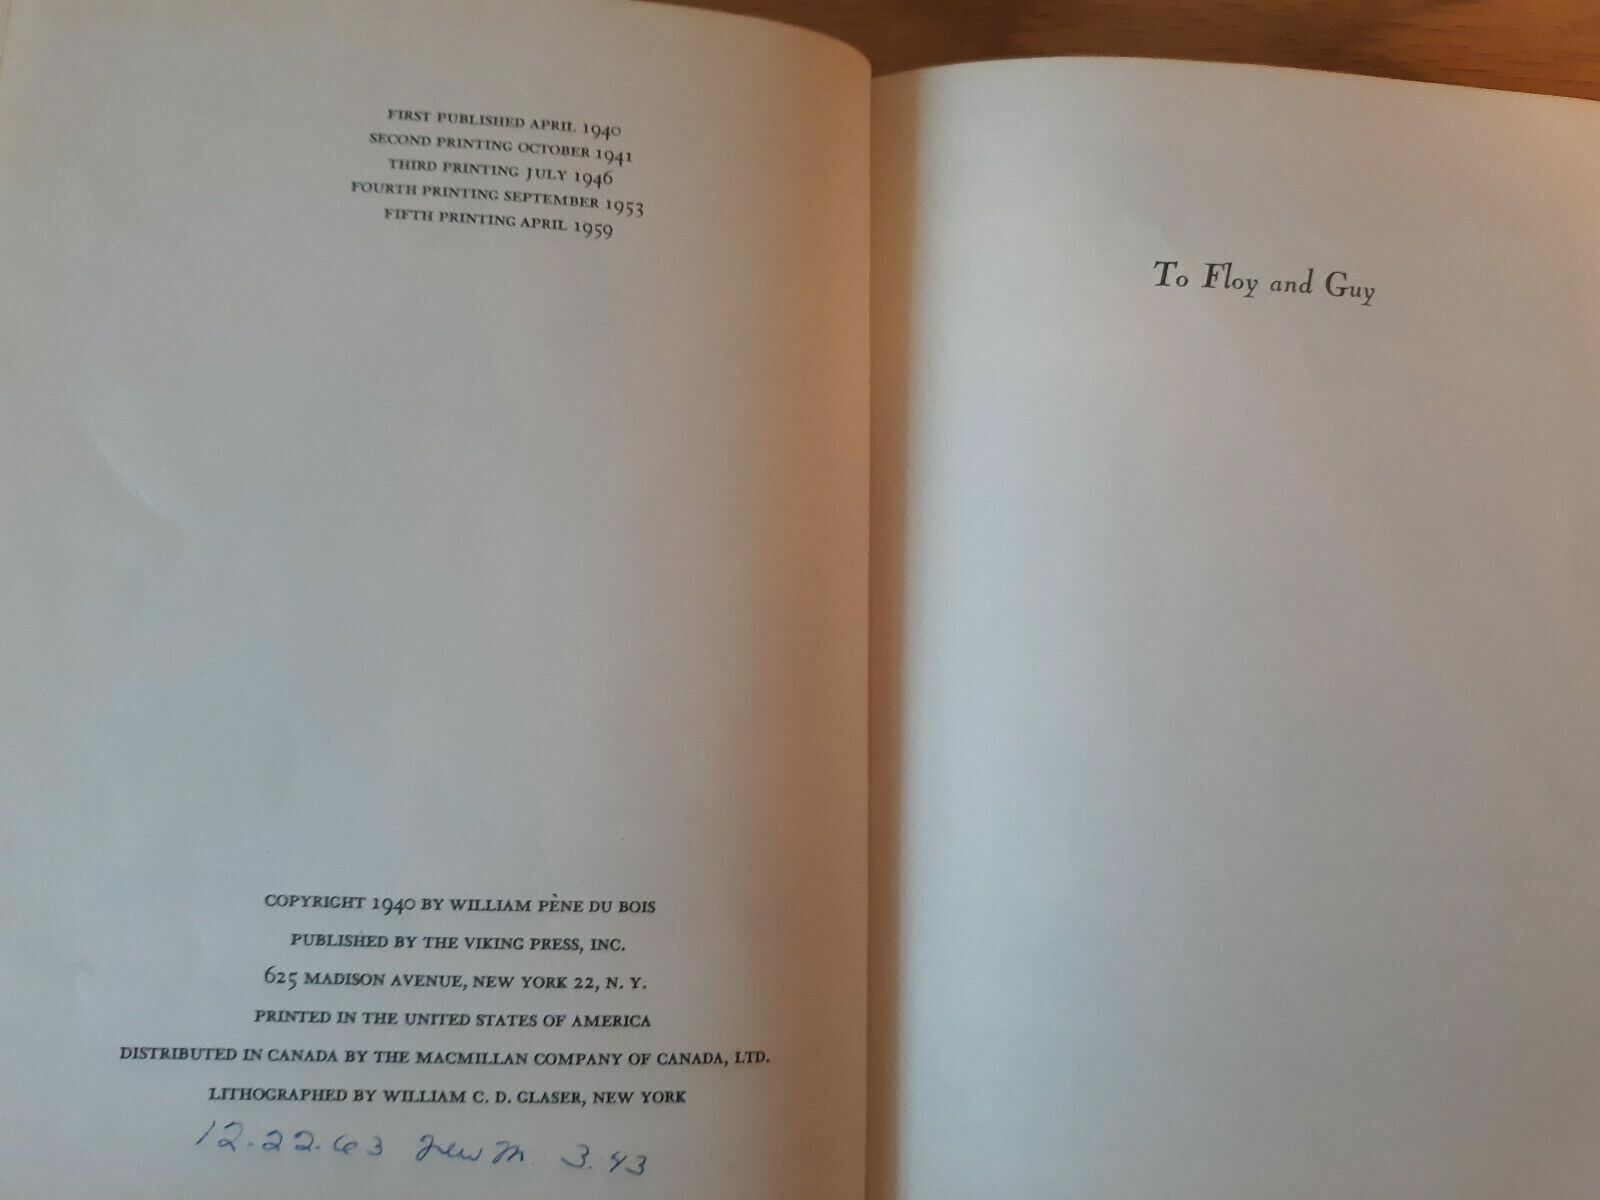 FIRST PUBLISHED APRIL 1940
SECOND PRINTING OCTOBER 1941
THIRD PRINTING JULY 1946
FOURTH PRINTING SEPTEMBER 1953
FIFTH PRINTING APRIL 1959
COPYRIGHT 1940 BY WILLIAM PÈNE DU BOIS
PUBLISHED BY THE VIKING PRESS, INC.
625 MADISON AVENUE, NEW YORK 22, N. Y.
PRINTED IN THE UNITED STATES OF AMERICA
DISTRIBUTED IN CANADA BY THE MACMILLAN COMPANY OF CANADA, LTD.
LITHOGRAPHED BY WILLIAM C. D. GLASER, NEW YORK
12.22.63 3.43
To Floy and Guy